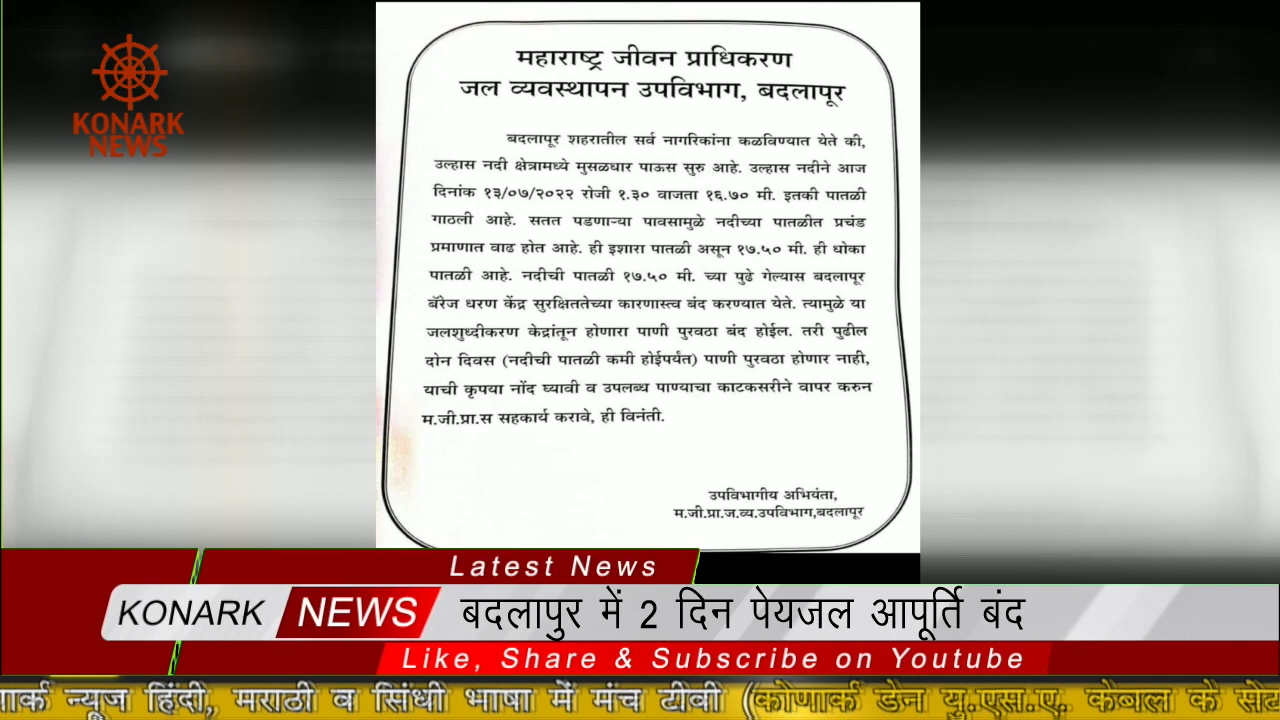 KONARK
NEWS
महाराष्ट्र जीवन प्राधिकरण
जल व्यवस्थापन उपविभाग, बदलापूर
बदलापूर शहरातील सर्व नागरिकांना कळविण्यात येते की,
उल्हास नदी क्षेत्रामध्ये मुसळधार पाऊस सुरु आहे. उल्हास नदीने आज
दिनांक १३/०७/२०२२ रोजी १.३० वाजता १६.७० मी. इतकी पातळी
गाठली आहे. सतत पडणाऱ्या पावसामुळे नदीच्या पातळीत प्रचंड
प्रमाणात वाढ होत आहे. ही इशारा पातळी असून १७.५० मी. ही धोका
पातळी आहे. नदीची पातळी १७.५० मी. च्या पुढे गेल्यास बदलापूर
बॅरेज धरण केंद्र सुरक्षिततेच्या कारणास्त्व बंद करण्यात येते. त्यामुळे या
जलशुध्दीकरण केद्रांतून होणारा पाणी पुरवठा बंद होईल. तरी पुढील
दोन दिवस (नदीची पातळी कमी होईपर्यंत) पाणी पुरवठा होणार नाही,
याची कृपया नोंद घ्यावी व उपलब्ध पाण्याचा काटकसरीने वापर करुन
म.जी.प्रा.स सहकार्य करावे, ही विनंती.
उपविभागीय अभियंता,
म.जी.प्रा.ज.व्य.उपविभाग,बदलापूर
Latest News
KONARK NEWS बदलापुर में 2 दिन पेयजल आपूर्ति बंद
Like, Share & Subscribe on Youtube
णार्क न्यूज हिंदी, मराठी व सिंधी भाषा में मंच टीवी (कोणार्क डेन यु.एस.ए. केबल के सेट